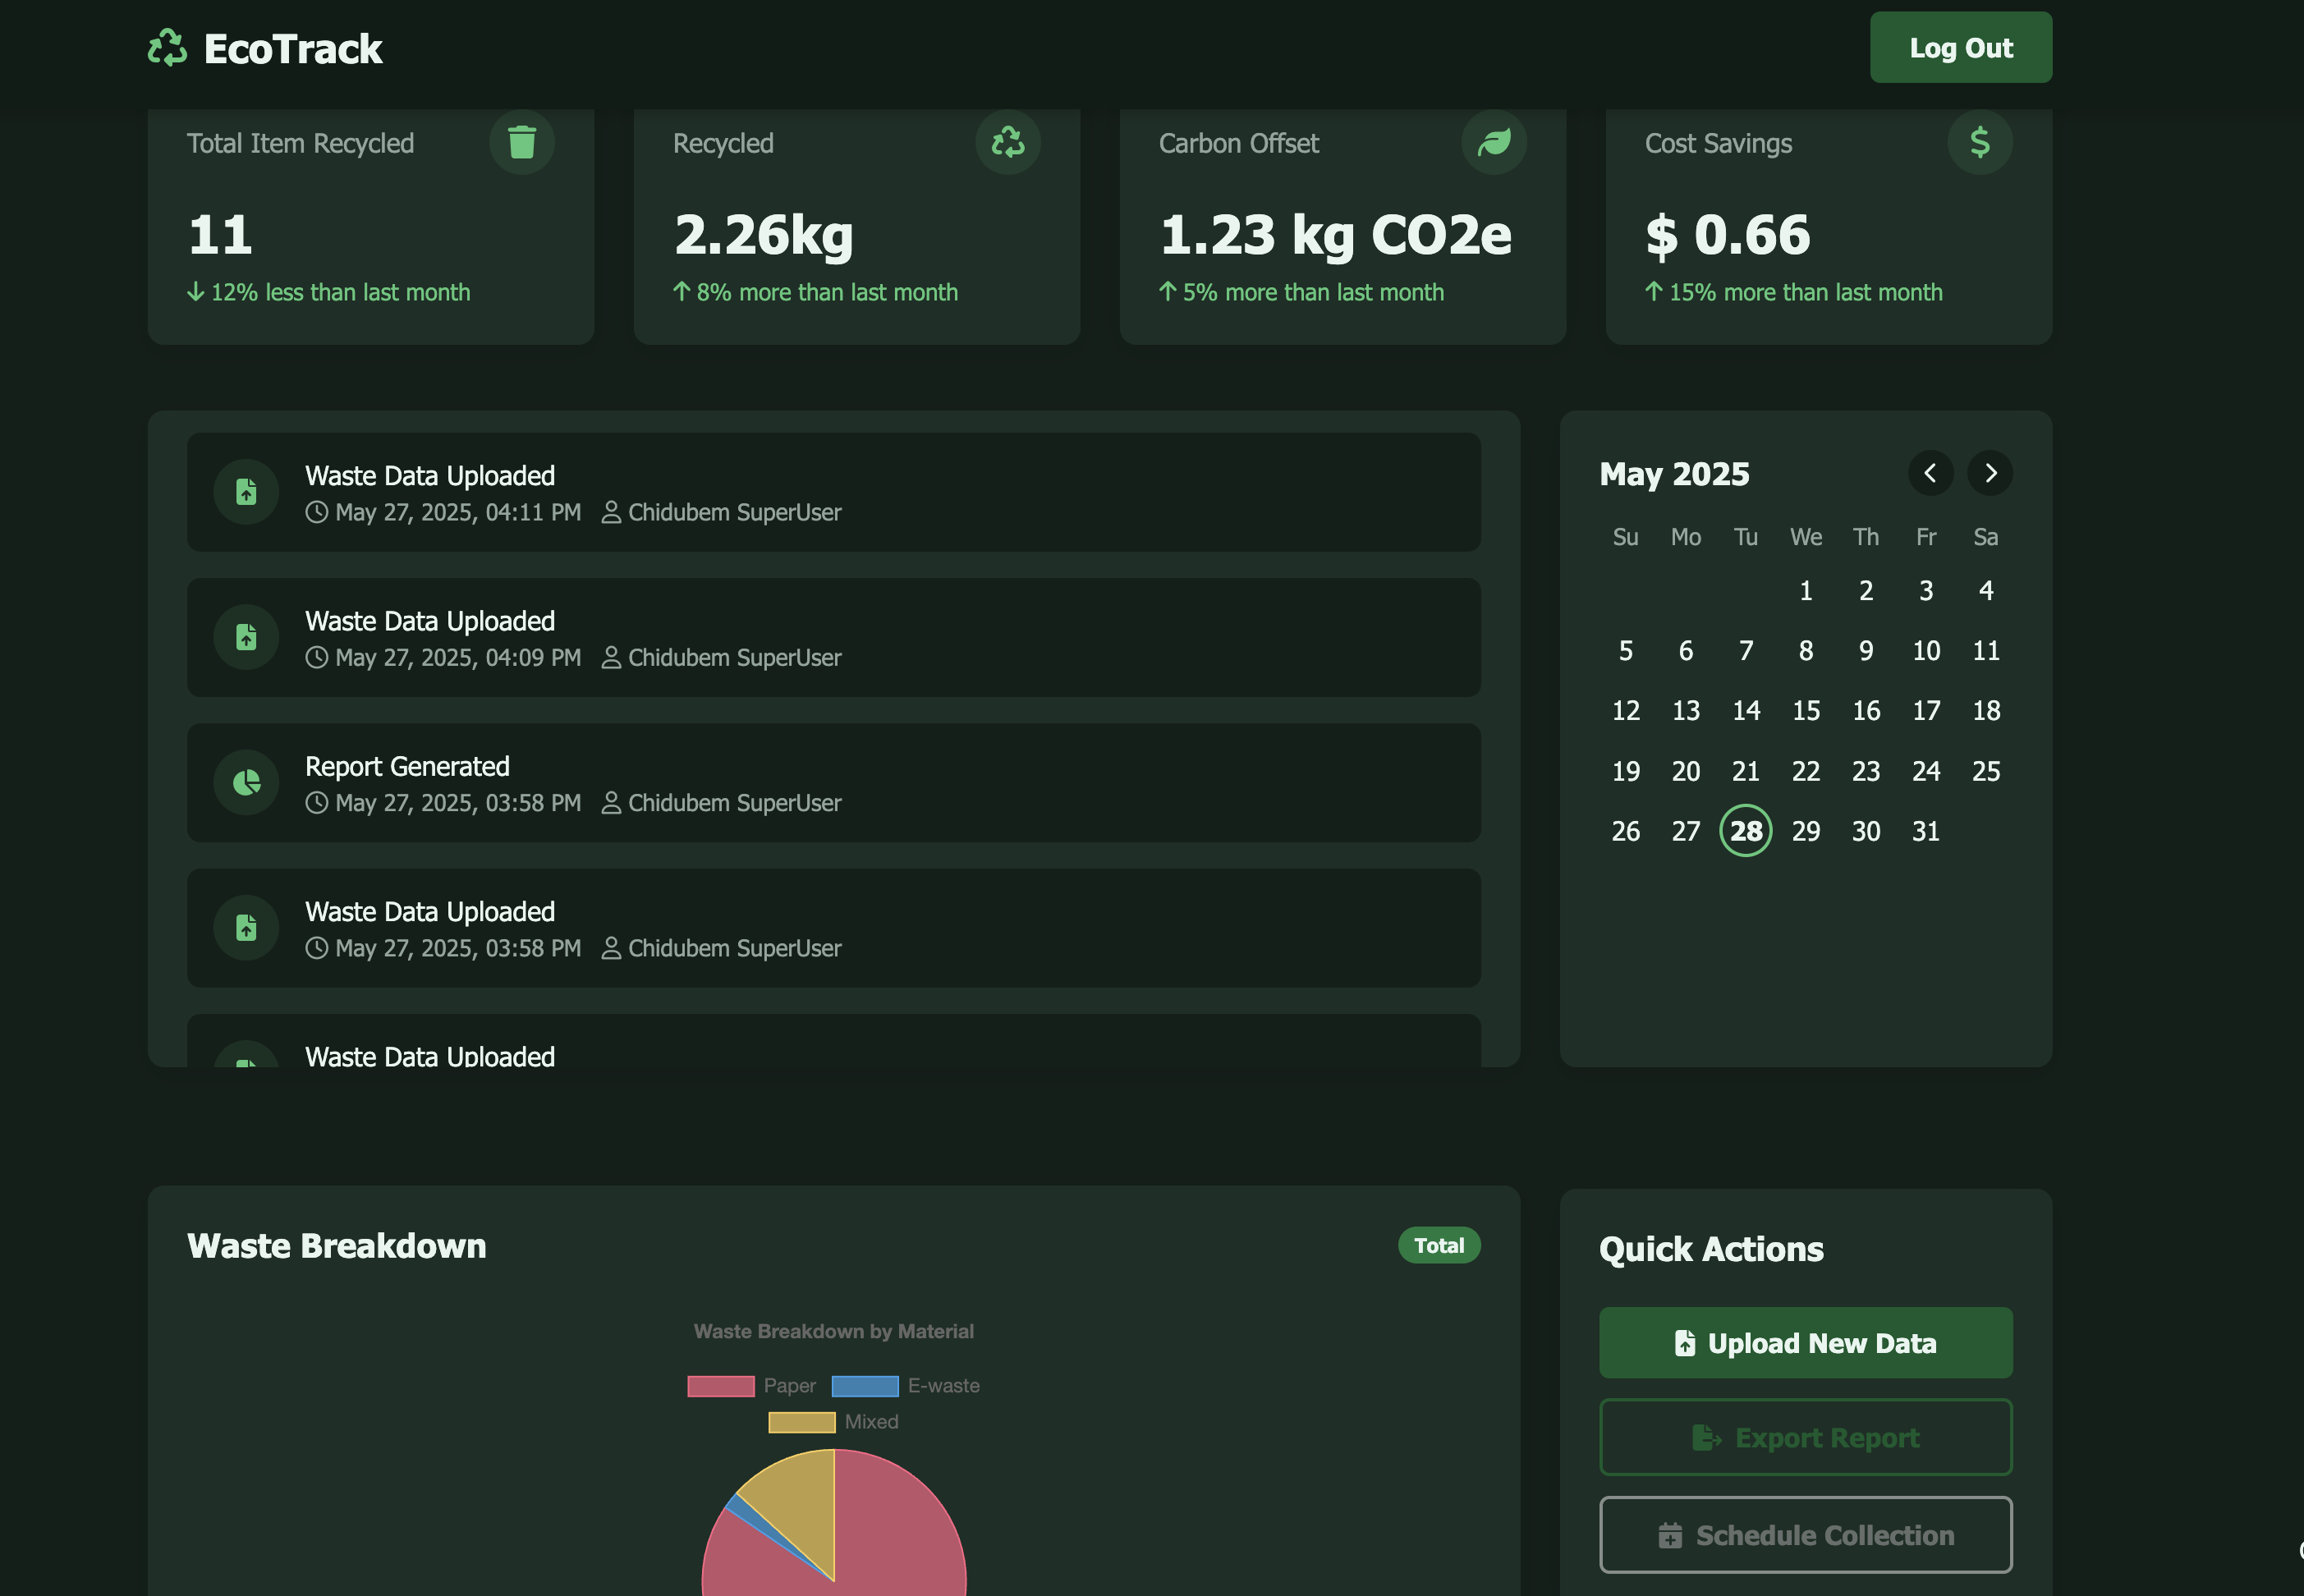 EcoTrack
Log Out
Total Item Recycled
11
12% less than last month
Recycled
2.26kg
8% more than last month
Carbon Offset
1.23 kg CO2e
5% more than last month
Cost Savings
$ 0.66
15% more than last month
Waste Data Uploaded
May 27, 2025, 04:11 PM Chidubem SuperUser
Waste Data Uploaded
May 27, 2025, 04:09 PM Chidubem SuperUser
Report Generated
May 27, 2025, 03:58 PM Chidubem SuperUser
Waste Data Uploaded
May 27, 2025, 03:58 PM Chidubem SuperUser
Waste Data Uploaded
May 2025
Su Mo Tu We Th Fr Sa
1 2 3 4
5 6 7 8 9 10 11
12 13 14 15 16 17 18
19 20 21 22 23 24 25
26 27 28 29 30 31
Waste Breakdown
Total
Waste Breakdown by Material
Paper E-waste
Mixed
Quick Actions
Upload New Data
Export Report
Schedule Collection